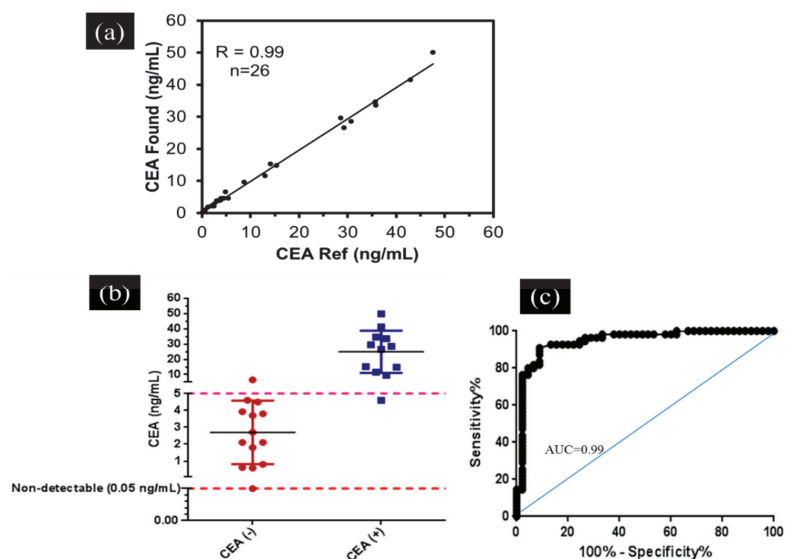 (a)
R = 0.99
n=26
60
50
40
30
20
10
0
CEA Found (ng/mL)
0 10 20 30 40 50 60
CEA Ref (ng/mL)
(b)
60
50
40
30
20
10
5
4
3
2
1
Non-detectable (0.05 ng/mL)
0.00
CEA (ng/mL)
CEA (-)
CEA (+)
(c)
100
80
60
40
20
0
Sensitivity%
AUC=0.99
0 20 40 60 80 100
100% - Specificity%